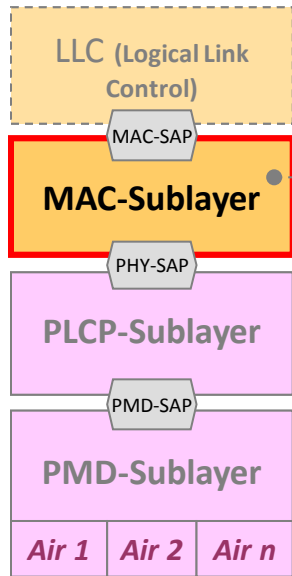 LLC (Logical Link
Control)
MAC-SAP
MAC-Sublayer
PHY-SAP
PLCP-Sublayer
PMD-SAP
PMD-Sublayer
Air 1 Air 2 Air n